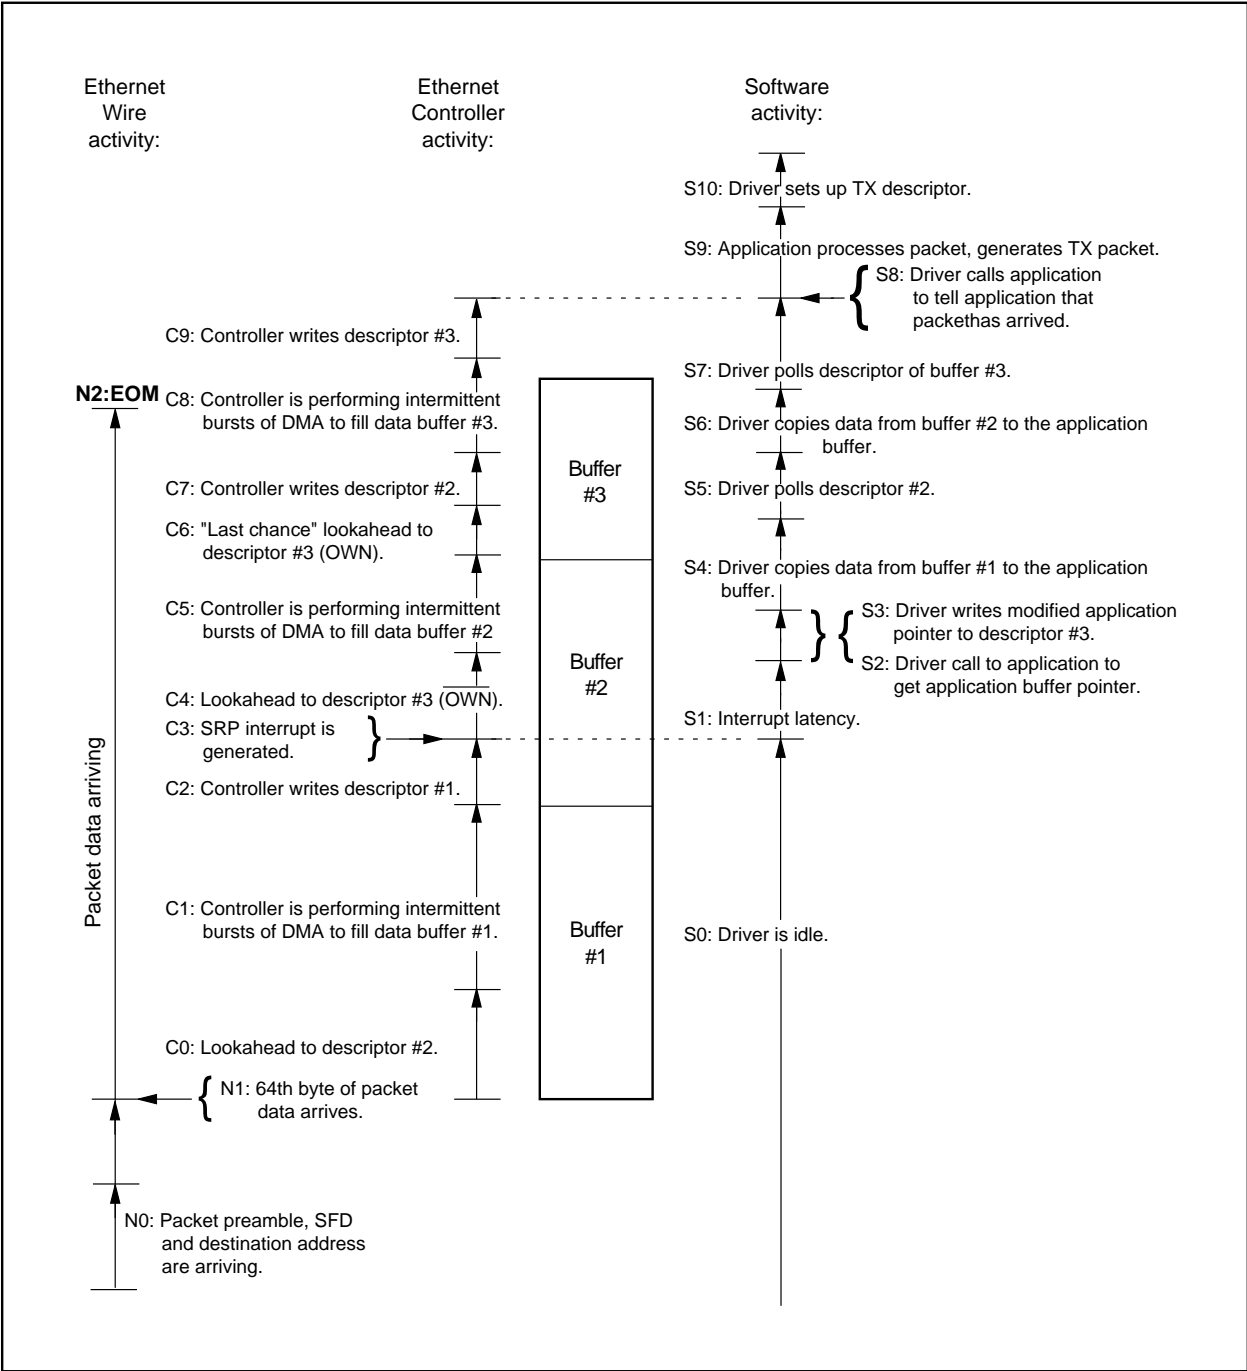 Ethernet
Wire
activity:
Ethernet
Controller
activity:
Software
activity:
S10: Driver sets up TX descriptor.
S9: Application processes packet, generates TX packet.
S8: Driver calls application
to tell application that
packethas arrived.
C9: Controller writes descriptor #3.
S7: Driver polls descriptor of buffer #3.
N2:EOM
C8: Controller is performing intermittent
bursts of DMA to fill data buffer #3.
S6: Driver copies data from buffer #2 to the application
buffer.
Buffer
#3
C7: Controller writes descriptor #2.
S5: Driver polls descriptor #2.
C6: "Last chance" lookahead to
descriptor #3 (OWN).
S4: Driver copies data from buffer #1 to the application
buffer.
C5: Controller is performing intermittent
bursts of DMA to fill data buffer #2
S3: Driver writes modified application
pointer to descriptor #3.
Buffer
#2
S2: Driver call to application to
get application buffer pointer.
C4: Lookahead to descriptor #3 (OWN).
S1: Interrupt latency.
C3: SRP interrupt is
generated.
C2: Controller writes descriptor #1.
Packet data arriving
C1: Controller is performing intermittent
bursts of DMA to fill data buffer #1.
Buffer
#1
S0: Driver is idle.
C0: Lookahead to descriptor #2.
N1: 64th byte of packet
data arrives.
N0: Packet preamble, SFD
and destination address
are arriving.